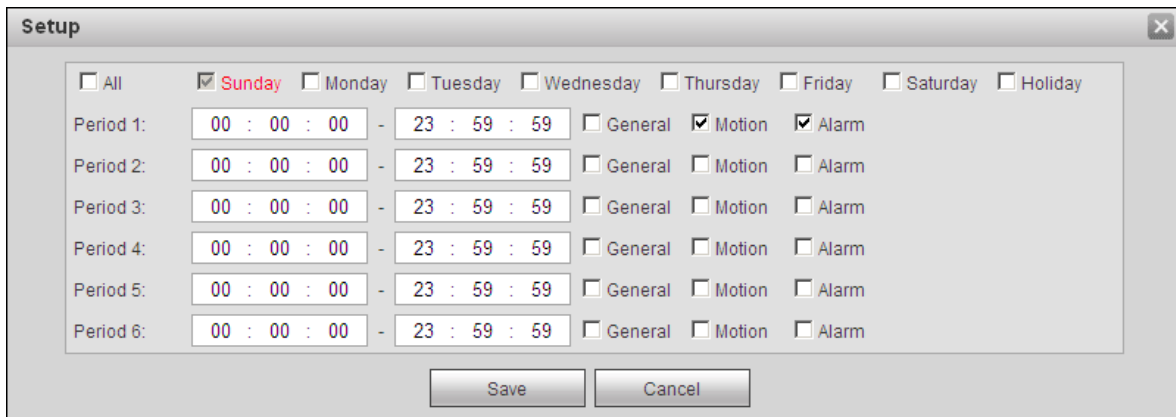 Setup
All Sunday Monday Tuesday Wednesday Thursday Friday Saturday Holiday
Period 1: 00 : 00 : 00 - 23 : 59 : 59 General Motion Alarm
Period 2: 00 : 00 : 00 - 23 : 59 : 59 General Motion Alarm
Period 3: 00 : 00 : 00 - 23 : 59 : 59 General Motion Alarm
Period 4: 00 : 00 : 00 - 23 : 59 : 59 General Motion Alarm
Period 5: 00 : 00 : 00 - 23 : 59 : 59 General Motion Alarm
Period 6: 00 : 00 : 00 - 23 : 59 : 59 General Motion Alarm
Save Cancel